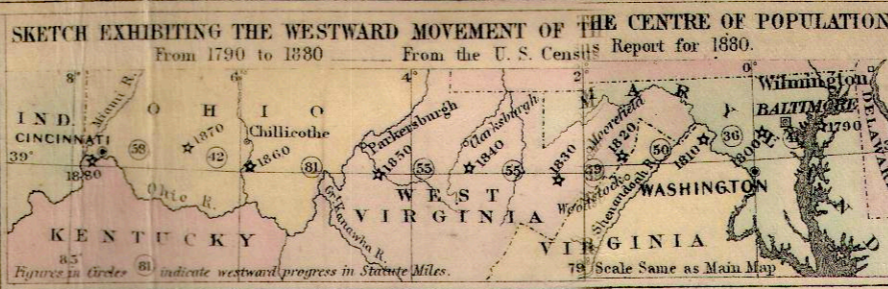 SKETCH EXHIBITING THE WESTWARD MOVEMENT OF THE CENTRE OF POPULATION
From 1790 to 1880 From the U. S. Census Report for 1880.
8° 6° 4° 2° 0°
IND.
Miami R.
OHIO
CINCINNATI
39°
1880
58
1870
42
Chillicothe
1860
81
Parkersburgh
1850
55
Clarksburgh
1840
55
1830
39
Moorefield
1820
Woodstock
Shenandoah R.
50
1810
36
MARYLAND
Wilmington
BALTIMORE
1800
41
1790
DELAWARE
WASHINGTON
Ohio R.
Gt Kanawha R.
WEST
VIRGINIA
KENTUCKY
VIRGINIA
85° 79° Scale Same as Main Map
Figures in Circles 81 indicate westward progress in Statute Miles.